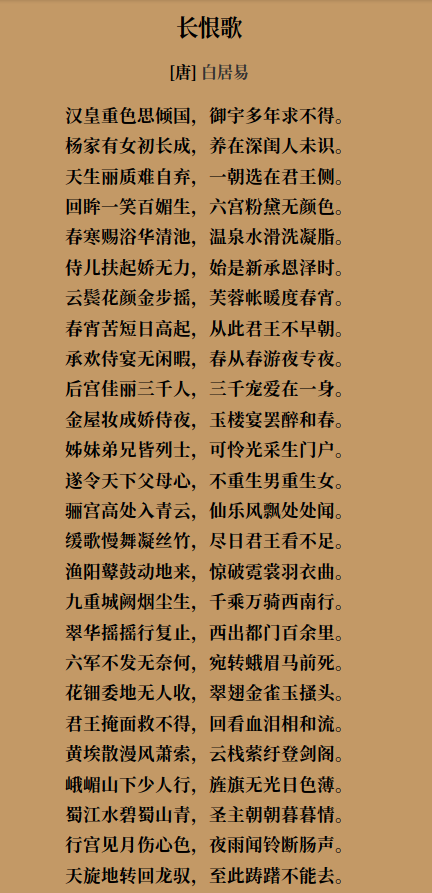 长恨歌
[唐] 白居易
汉皇重色思倾国，御宇多年求不得。
杨家有女初长成，养在深闺人未识。
天生丽质难自弃，一朝选在君王侧。
回眸一笑百媚生，六宫粉黛无颜色。
春寒赐浴华清池，温泉水滑洗凝脂。
侍儿扶起娇无力，始是新承恩泽时。
云鬓花颜金步摇，芙蓉帐暖度春宵。
春宵苦短日高起，从此君王不早朝。
承欢侍宴无闲暇，春从春游夜专夜。
后宫佳丽三千人，三千宠爱在一身。
金屋妆成娇侍夜，玉楼宴罢醉和春。
姊妹弟兄皆列士，可怜光采生门户。
遂令天下父母心，不重生男重生女。
骊宫高处入青云，仙乐风飘处处闻。
缓歌慢舞凝丝竹，尽日君王看不足。
渔阳鼙鼓动地来，惊破霓裳羽衣曲。
九重城阙烟尘生，千乘万骑西南行。
翠华摇摇行复止，西出都门百余里。
六军不发无奈何，宛转蛾眉马前死。
花钿委地无人收，翠翅金雀玉搔头。
君王掩面救不得，回看血泪相和流。
黄埃散漫风萧索，云栈萦纡登剑阁。
峨嵋山下少人行，旌旗无光日色薄。
蜀江水碧蜀山青，圣主朝朝暮暮情。
行宫见月伤心色，夜雨闻铃断肠声。
天旋地转回龙驭，至此踌躇不能去。